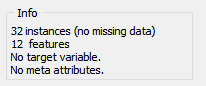 Info
32 instances (no missing data)
12 features
No target variable.
No meta attributes.